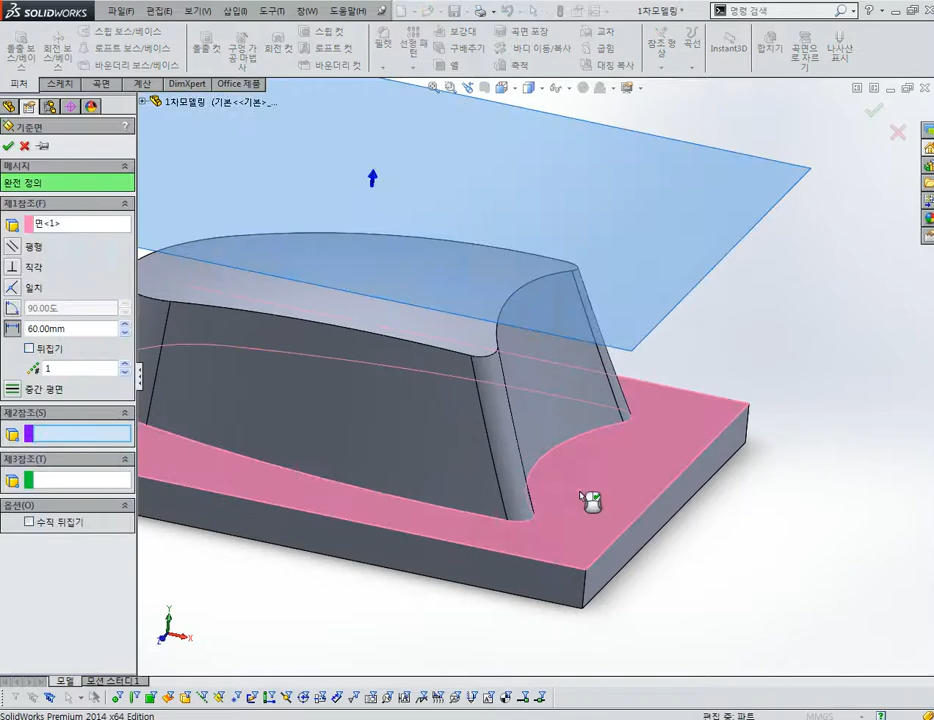 SOLIDWORKS 파일(F) 편집(E) 보기(V) 삽입(I) 도구(T) 창(W) 도움말(H) 1차모델링 * 명령 검색
돌출 보스/베이스 회전 보스/베이스 스윕 보스/베이스 로프트 보스/베이스 바운더리 보스/베이스 돌출 컷 구멍 가공 마법사 회전 컷 스윕 컷 로프트 컷 바운더리 컷 필렛 선형 패턴 보강대 구배주기 쉘 곡면 포장 바디 이동/복사 축척 교차 굽힘 대칭 복사 참조 형상 곡선 Instant3D 합치기 곡면으로 자르기 나사산 표시
피처 스케치 곡면 계산 DimXpert Office 제품
1차모델링 (기본<<기본>_...
기준면 ?
메시지
완전 정의
제1참조(F)
면<1>
평행
직각
일치
90.00도
60.00mm
뒤집기
1
중간 평면
제2참조(S)
제3참조(T)
옵션(O)
수직 뒤집기
Y
X
Z
모델 모션 스터디 1
SOLIDWORKS Premium 2014 x64 Edition 편집 중: 파트 MMGS